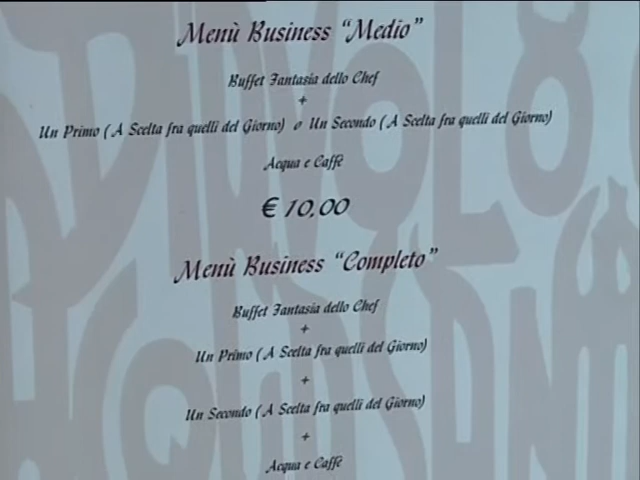 Menù Business “Medio”
Buffet Fantasia dello Chef
+
Un Primo ( A Scelta fra quelli del Giorno) o Un Secondo ( A Scelta fra quelli del Giorno)
Acqua e Caffè
€ 10,00
Menù Business “Completo”
Buffet Fantasia dello Chef
+
Un Primo ( A Scelta fra quelli del Giorno)
+
Un Secondo ( A Scelta fra quelli del Giorno)
+
Acqua e Caffè